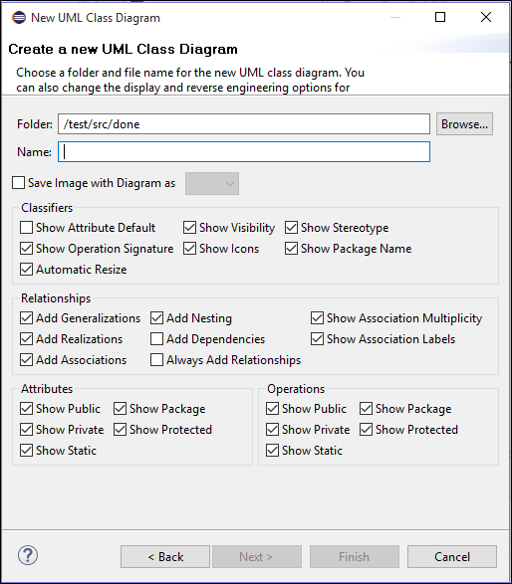 New UML Class Diagram
Create a new UML Class Diagram
Choose a folder and file name for the new UML class diagram. You
can also change the display and reverse engineering options for
Folder: /test/src/done Browse...
Name:
Save Image with Diagram as
Classifiers
Show Attribute Default Show Visibility Show Stereotype
Show Operation Signature Show Icons Show Package Name
Automatic Resize
Relationships
Add Generalizations Add Nesting Show Association Multiplicity
Add Realizations Add Dependencies Show Association Labels
Add Associations Always Add Relationships
Attributes Operations
Show Public Show Package Show Public Show Package
Show Private Show Protected Show Private Show Protected
Show Static Show Static
? < Back Next > Finish Cancel